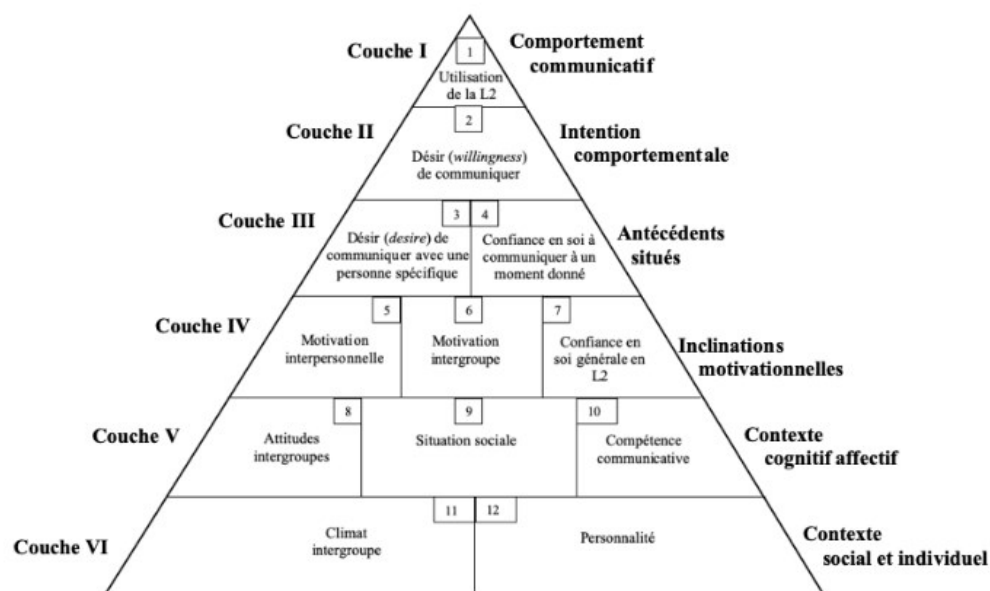 Couche I
1
Comportement
communicatif
Utilisation
de la L2
Couche II
2
Intention
comportementale
Désir (willingness)
de communiquer
Couche III
3
4
Antécédents
situés
Désir (desire) de
communiquer avec une
personne spécifique
Confiance en soi à
communiquer à un
moment donné
Couche IV
5
6
7
Inclinations
motivationnelles
Motivation
interpersonnelle
Motivation
intergroupe
Confiance en
soi générale en
L2
Couche V
8
9
10
Contexte
cognitif affectif
Attitudes
intergroupes
Situation sociale
Compétence
communicative
Couche VI
11
12
Contexte
social et individuel
Climat
intergroupe
Personnalité